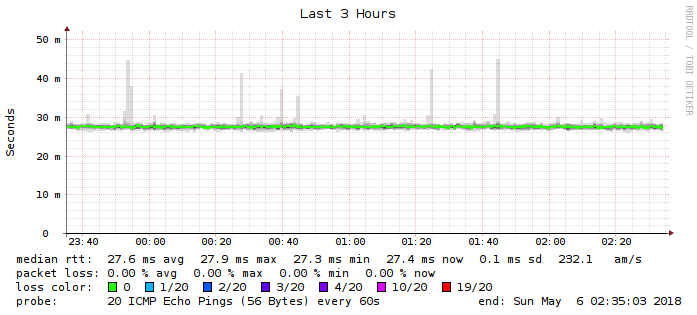 Last 3 Hours
RRDTOOL / TOBI OETIKER
Seconds
50 m
40 m
30 m
20 m
10 m
0
23:40 00:00 00:20 00:40 01:00 01:20 01:40 02:00 02:20
median rtt: 27.6 ms avg 27.9 ms max 27.3 ms min 27.4 ms now 0.1 ms sd 232.1 am/s
packet loss: 0.00 % avg 0.00 % max 0.00 % min 0.00 % now
loss color: 0 1/20 2/20 3/20 4/20 10/20 19/20
probe: 20 ICMP Echo Pings (56 Bytes) every 60s end: Sun May 6 02:35:03 2018